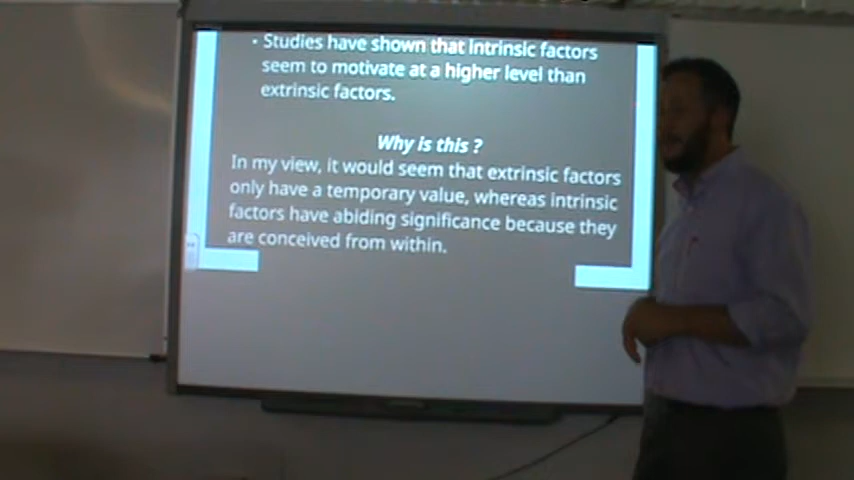 • Studies have shown that intrinsic factors
seem to motivate at a higher level than
extrinsic factors.
Why is this ?
In my view, it would seem that extrinsic factors
only have a temporary value, whereas intrinsic
factors have abiding significance because they
are conceived from within.